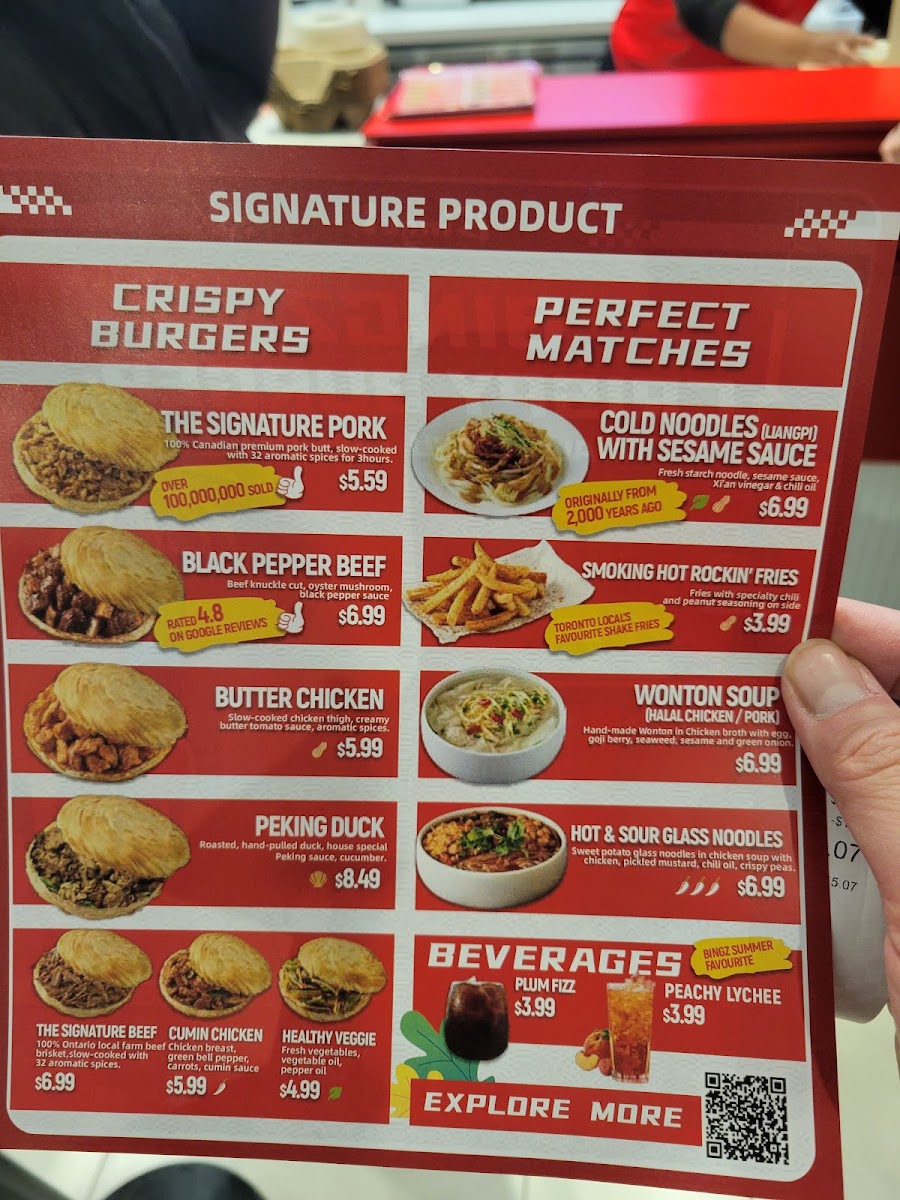 SIGNATURE PRODUCT
CRISPY
BURGERS
THE SIGNATURE PORK
100% Canadian premium pork butt, slow-cooked
with 32 aromatic spices for 3hours.
OVER
100,000,000 SOLD
$5.59
BLACK PEPPER BEEF
Beef knuckle cut, oyster mushroom,
black pepper sauce
RATED 4.8
ON GOOGLE REVIEWS
$6.99
BUTTER CHICKEN
Slow-cooked chicken thigh, creamy
butter tomato sauce, aromatic spices.
$5.99
PEKING DUCK
Roasted, hand-pulled duck, house special
Peking sauce, cucumber.
$8.49
THE SIGNATURE BEEF
100% Ontario local farm beef
brisket,slow-cooked with
32 aromatic spices.
$6.99
CUMIN CHICKEN
Chicken breast,
green bell pepper,
carrots, cumin sauce
$5.99
HEALTHY VEGGIE
Fresh vegetables,
vegetable oil,
pepper oil
$4.99
PERFECT
MATCHES
COLD NOODLES (LIANGPI)
WITH SESAME SAUCE
Fresh starch noodle, sesame sauce,
Xi'an vinegar & chili oil
ORIGINALLY FROM
2,000 YEARS AGO
$6.99
SMOKING HOT ROCKIN' FRIES
Fries with specialty chili
and peanut seasoning on side
TORONTO LOCAL'S
FAVOURITE SHAKE FRIES
$3.99
WONTON SOUP
(HALAL CHICKEN / PORK)
Hand-made Wonton in Chicken broth with egg,
goji berry, seaweed, sesame and green onion.
$6.99
HOT & SOUR GLASS NOODLES
Sweet potato glass noodles in chicken soup with
chicken, pickled mustard, chili oil, crispy peas.
$6.99
BEVERAGES
BINGZ SUMMER
FAVOURITE
PLUM FIZZ
$3.99
PEACHY LYCHEE
$3.99
EXPLORE MORE
.07
5.07